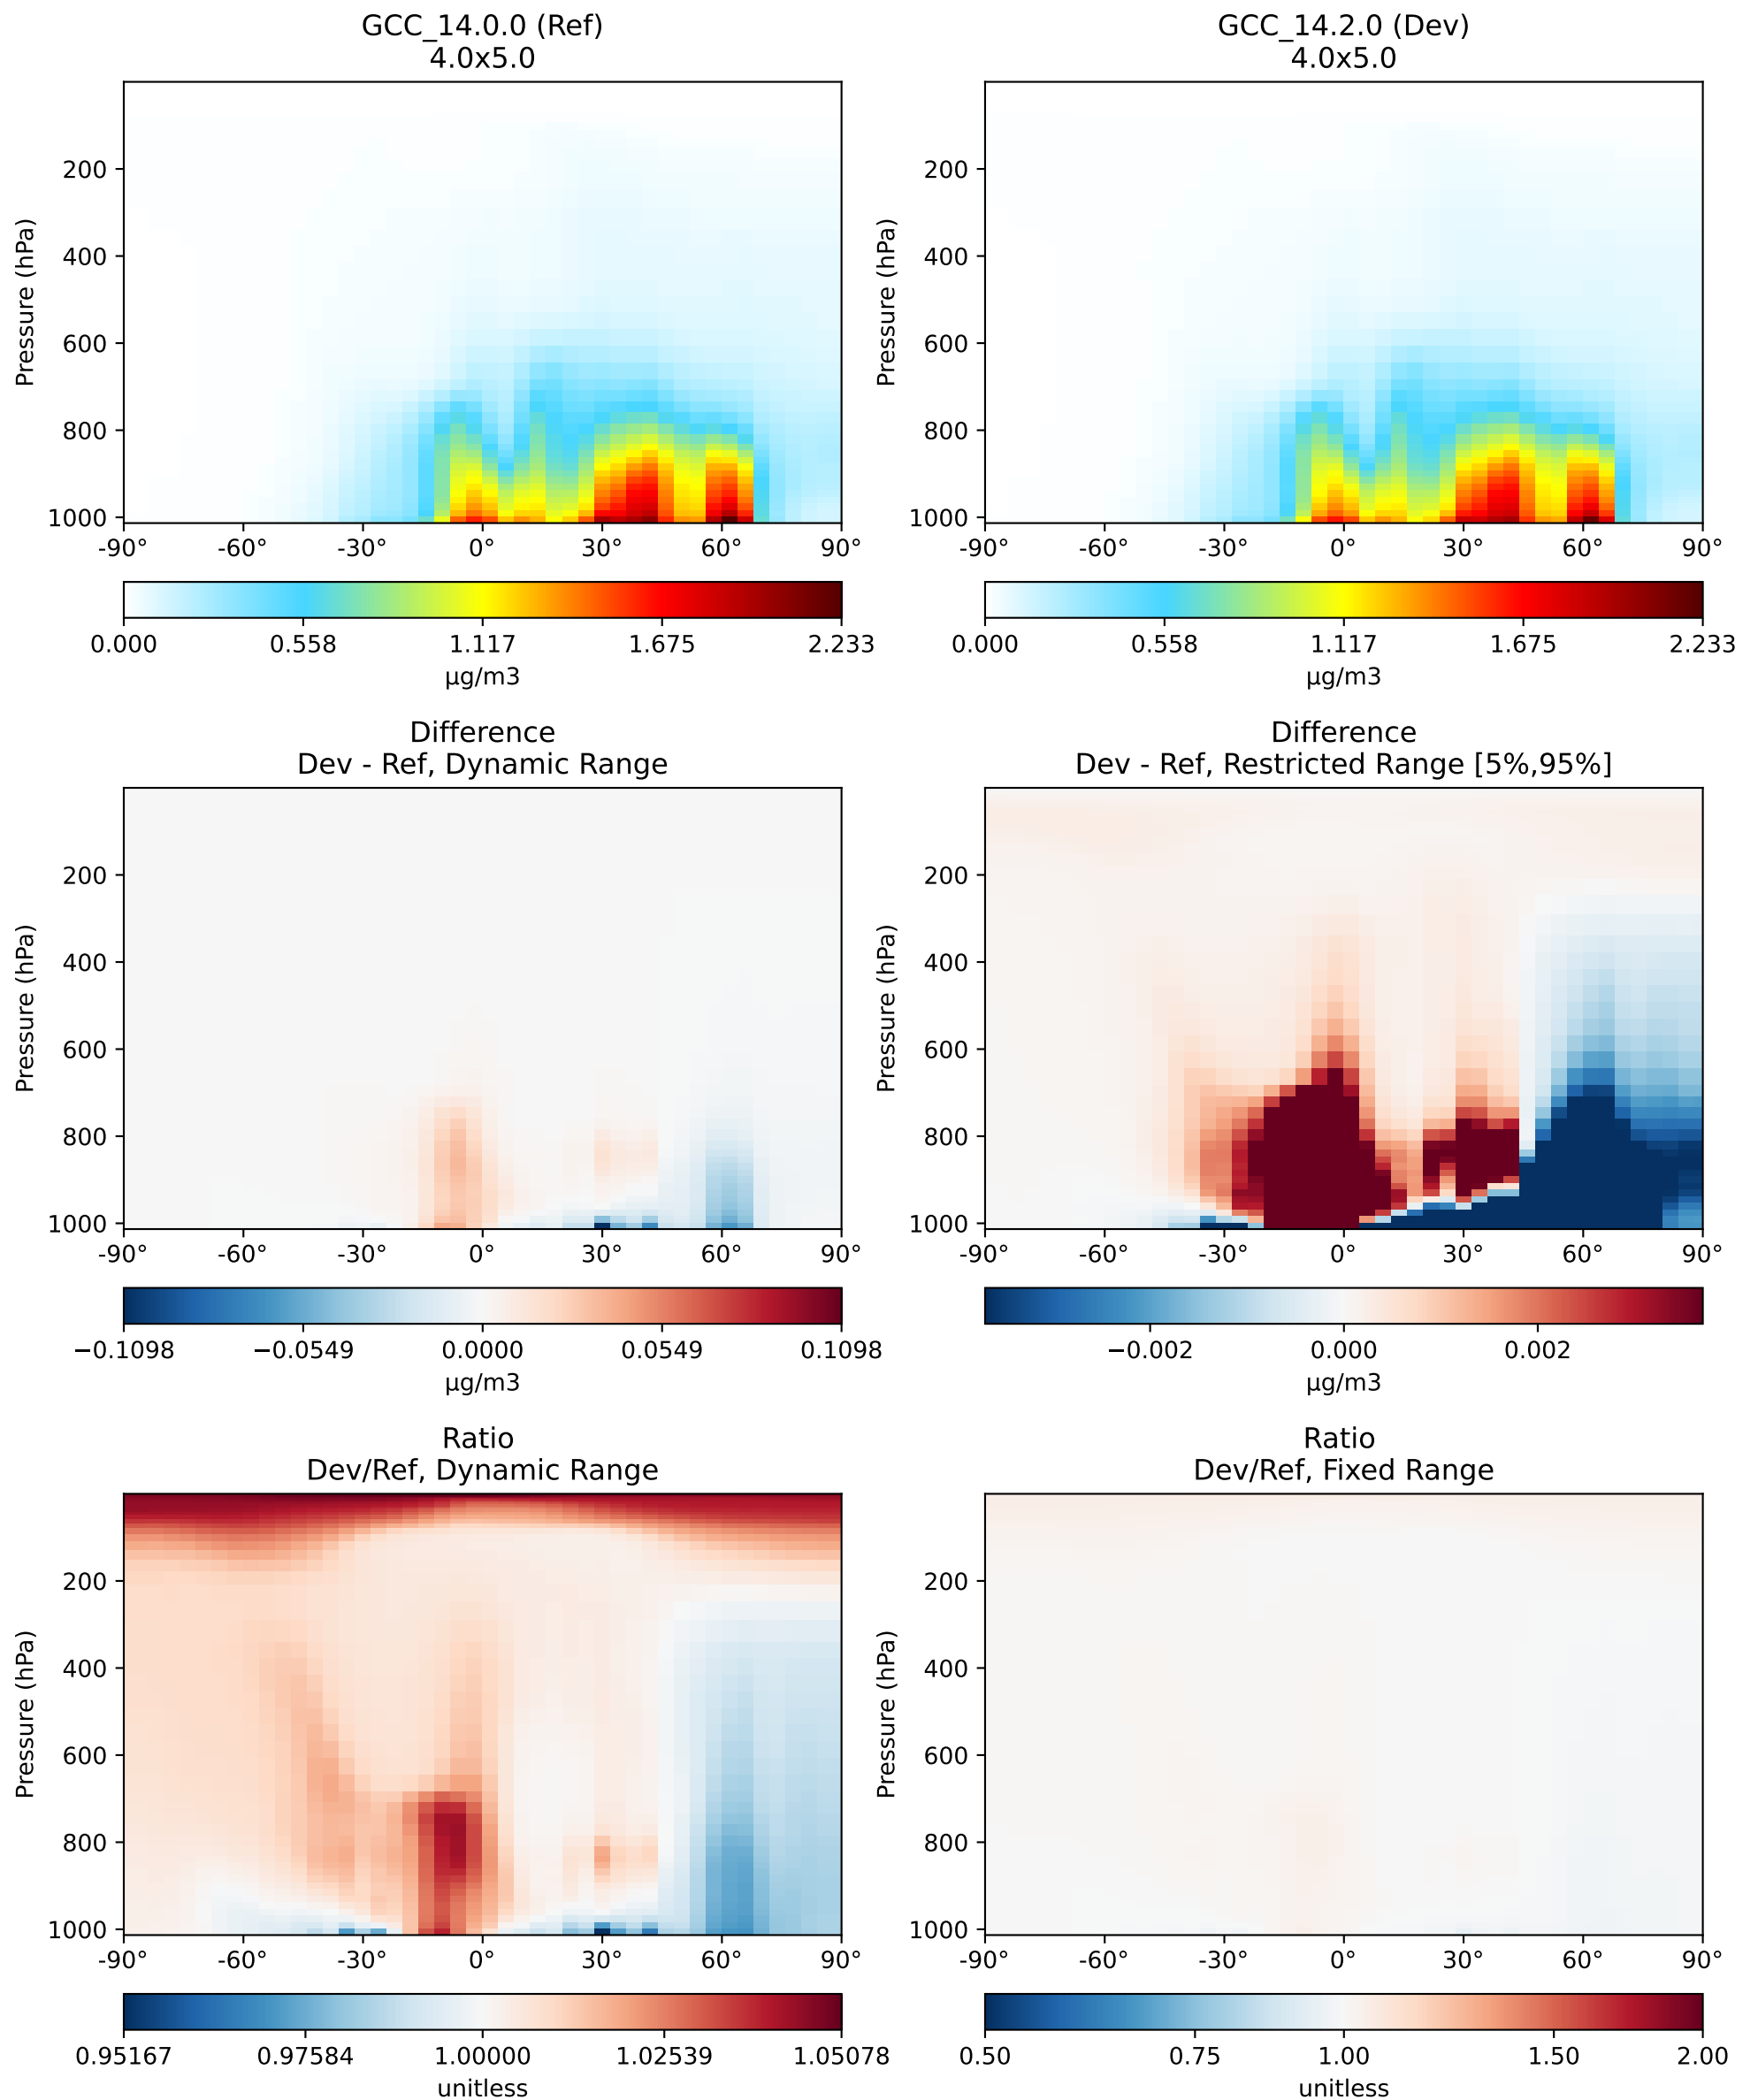 GCC_14.0.0 (Ref)
4.0x5.0
Pressure (hPa)
200
400
600
800
1000
-90° -60° -30° 0° 30° 60° 90°
0.000 0.558 1.117 1.675 2.233
µg/m3
GCC_14.2.0 (Dev)
4.0x5.0
Pressure (hPa)
200
400
600
800
1000
-90° -60° -30° 0° 30° 60° 90°
0.000 0.558 1.117 1.675 2.233
µg/m3
Difference
Dev - Ref, Dynamic Range
Pressure (hPa)
200
400
600
800
1000
-90° -60° -30° 0° 30° 60° 90°
−0.1098 −0.0549 0.0000 0.0549 0.1098
µg/m3
Difference
Dev - Ref, Restricted Range [5%,95%]
Pressure (hPa)
200
400
600
800
1000
-90° -60° -30° 0° 30° 60° 90°
−0.002 0.000 0.002
µg/m3
Ratio
Dev/Ref, Dynamic Range
Pressure (hPa)
200
400
600
800
1000
-90° -60° -30° 0° 30° 60° 90°
0.95167 0.97584 1.00000 1.02539 1.05078
unitless
Ratio
Dev/Ref, Fixed Range
Pressure (hPa)
200
400
600
800
1000
-90° -60° -30° 0° 30° 60° 90°
0.50 0.75 1.00 1.50 2.00
unitless